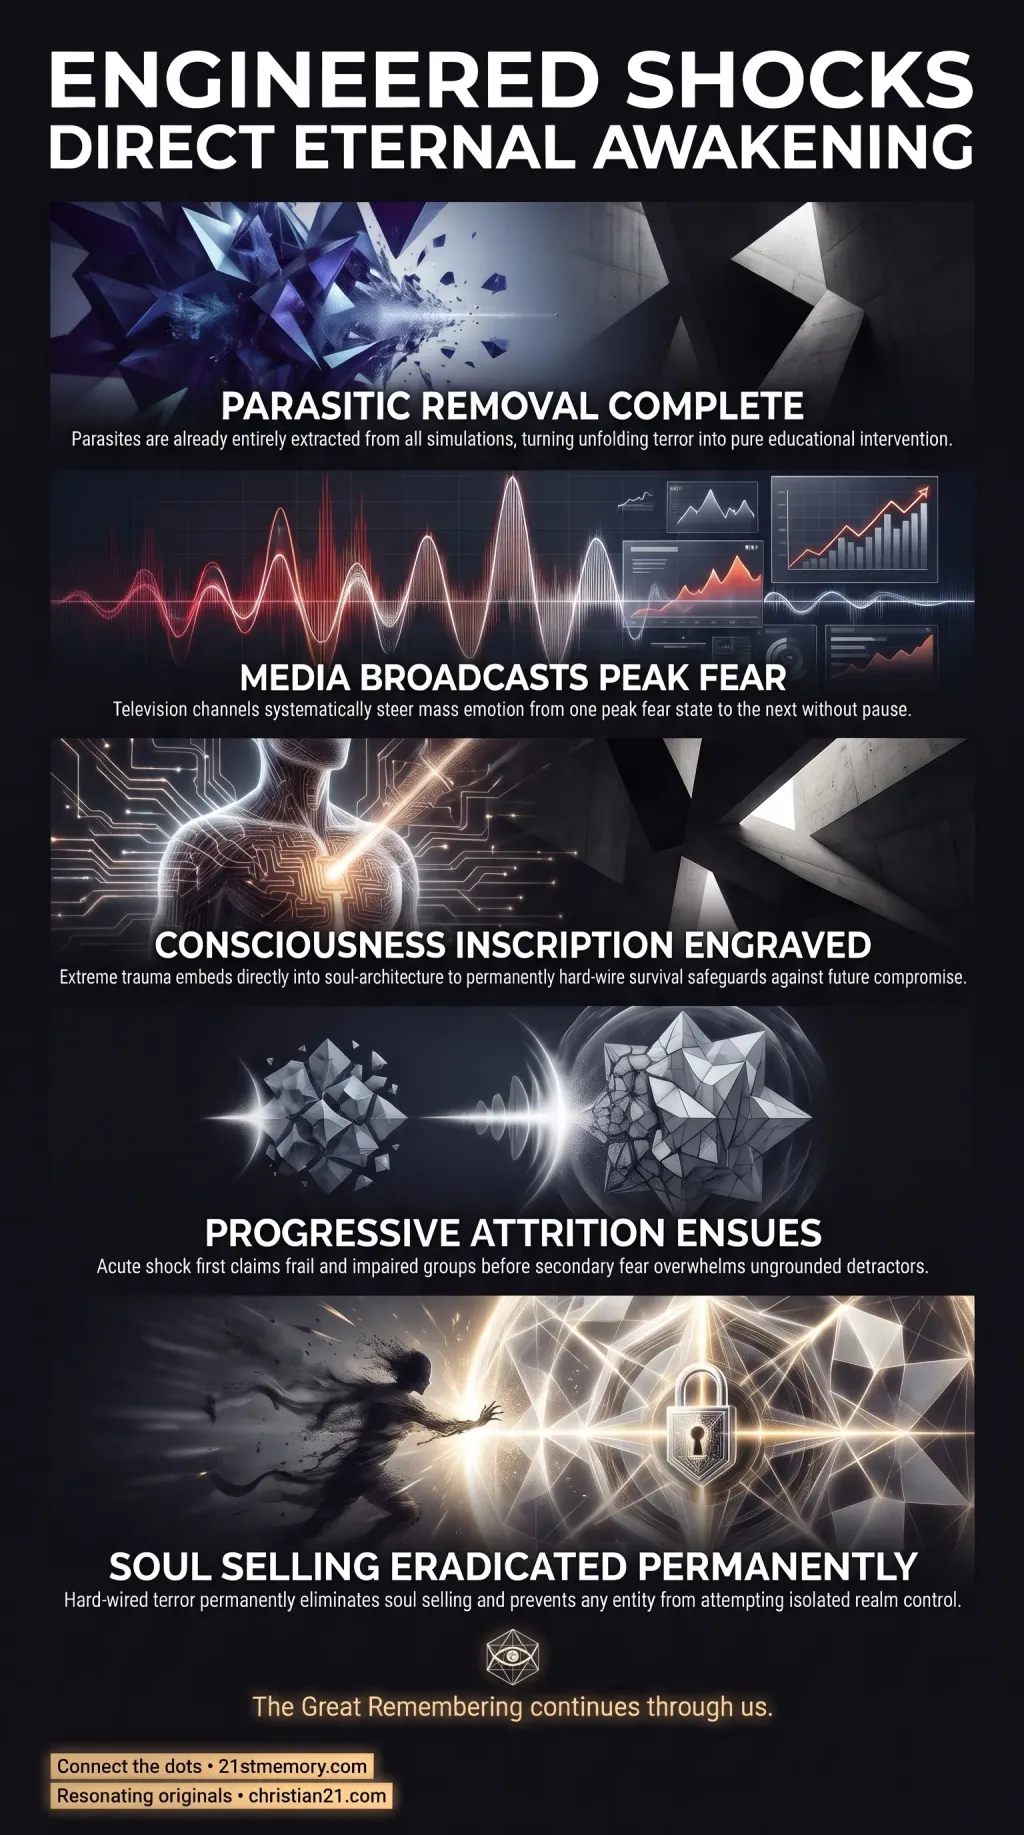 ENGINEERED SHOCKS
DIRECT ETERNAL AWAKENING
PARASITIC REMOVAL COMPLETE
Parasites are already entirely extracted from all simulations, turning unfolding terror into pure educational intervention.
MEDIA BROADCASTS PEAK FEAR
Television channels systematically steer mass emotion from one peak fear state to the next without pause.
CONSCIOUSNESS INSCRIPTION ENGRAVED
Extreme trauma embeds directly into soul-architecture to permanently hard-wire survival safeguards against future compromise.
PROGRESSIVE ATTRITION ENSUES
Acute shock first claims frail and impaired groups before secondary fear overwhelms ungrounded detractors.
SOUL SELLING ERADICATED PERMANENTLY
Hard-wired terror permanently eliminates soul selling and prevents any entity from attempting isolated realm control.
The Great Remembering continues through us.
Connect the dots • 21stmemory.com
Resonating originals • christian21.com